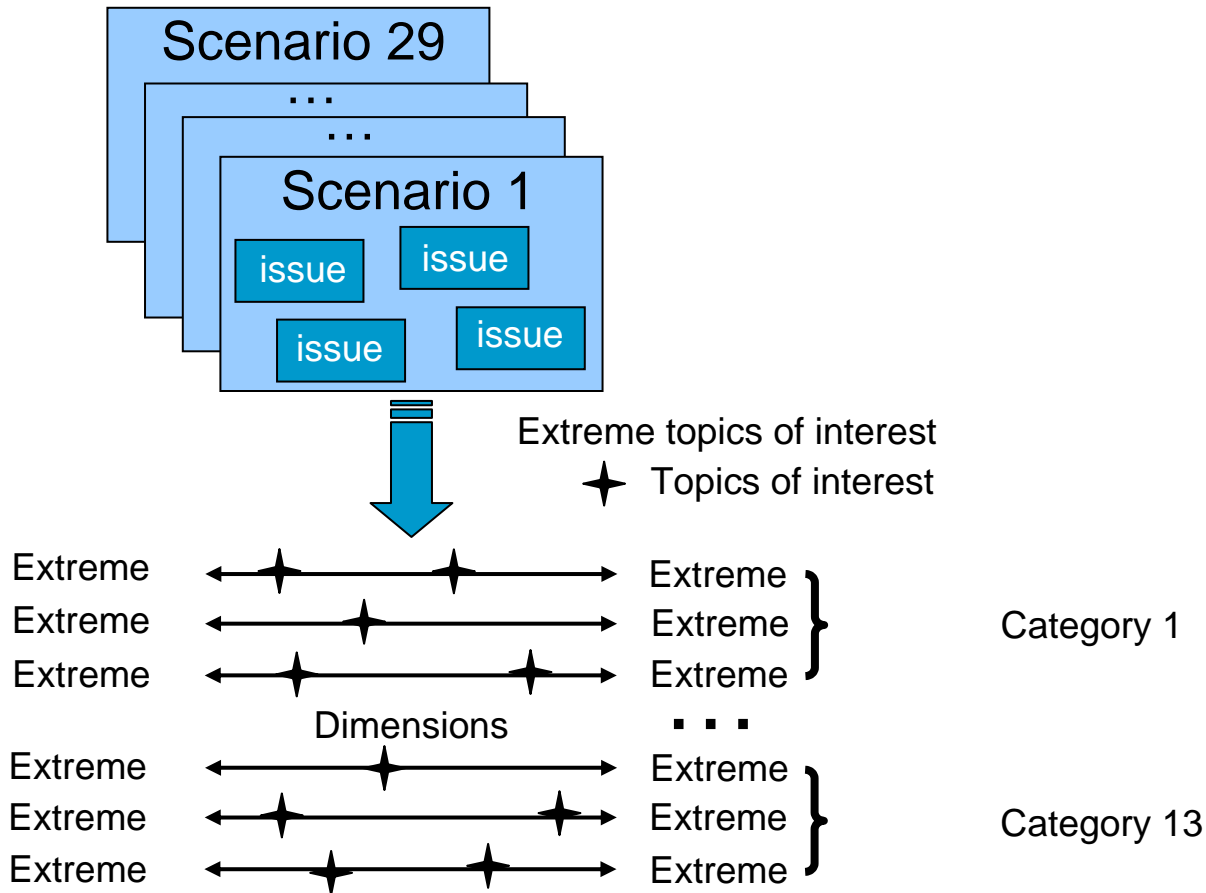 Scenario 29
...
...
Scenario 1
issue
issue
issue
issue
Extreme topics of interest
Topics of interest
Extreme Extreme
Extreme Extreme Category 1
Extreme Extreme
Dimensions ...
Extreme Extreme
Extreme Extreme Category 13
Extreme Extreme